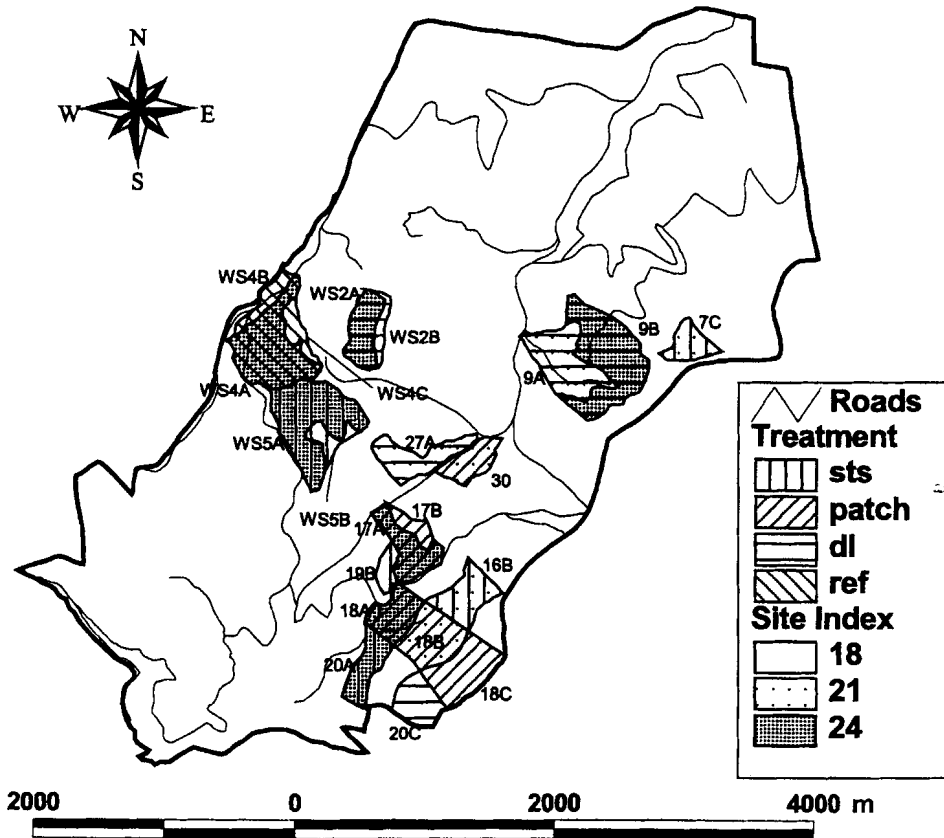 N
W E
S
WS4B
WS2A
WS2B
9B
7C
WS4A
WS4C
9A
WS5A
27A
30
WS5B
17B
17A
16B
19B
18A
18B
20A
18C
20C
Roads
Treatment
sts
patch
dl
ref
Site Index
18
21
24
2000 0 2000 4000 m